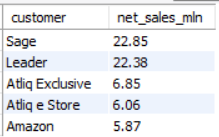 customer net_sales_mln
Sage 22.85
Leader 22.38
Atliq Exclusive 6.85
Atliq e Store 6.06
Amazon 5.87